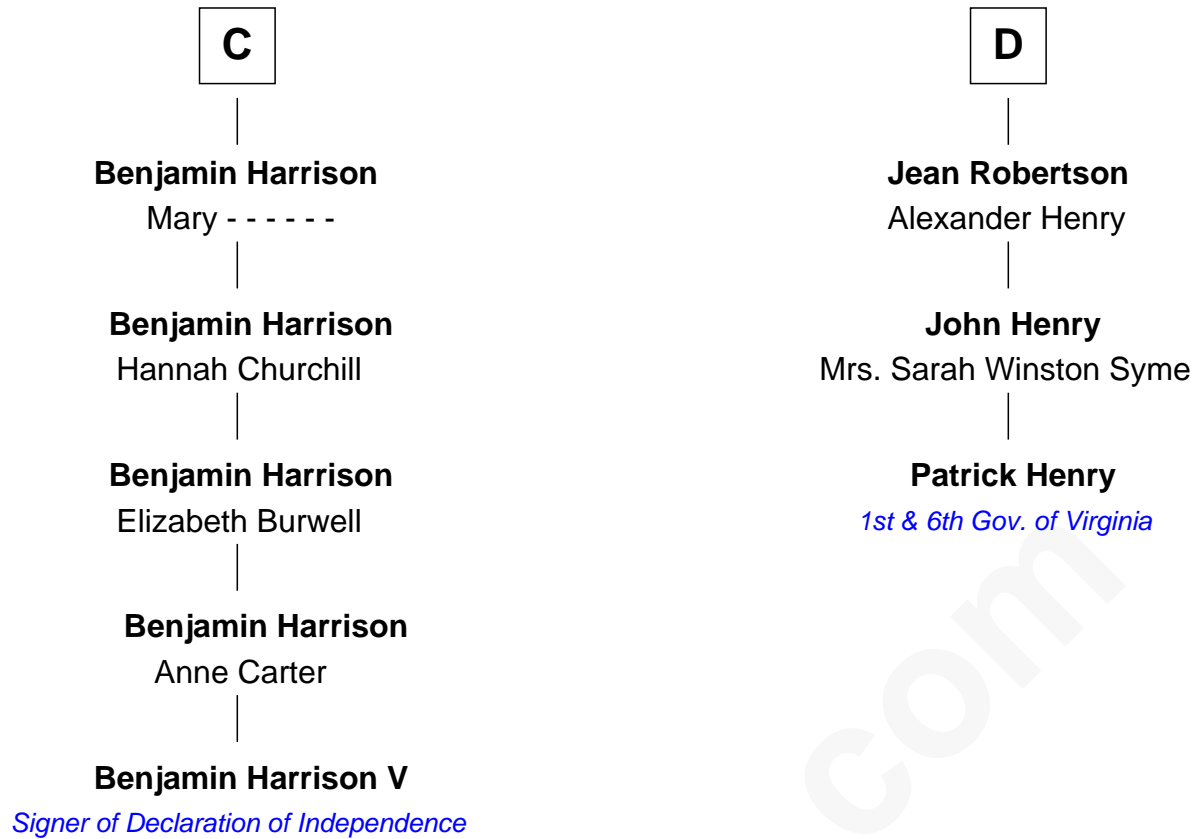 C
Benjamin Harrison
Mary - - - - - -
Benjamin Harrison
Hannah Churchill
Benjamin Harrison
Elizabeth Burwell
Benjamin Harrison
Anne Carter
Benjamin Harrison V
Signer of Declaration of Independence
D
Jean Robertson
Alexander Henry
John Henry
Mrs. Sarah Winston Syme
Patrick Henry
1st & 6th Gov. of Virginia
com